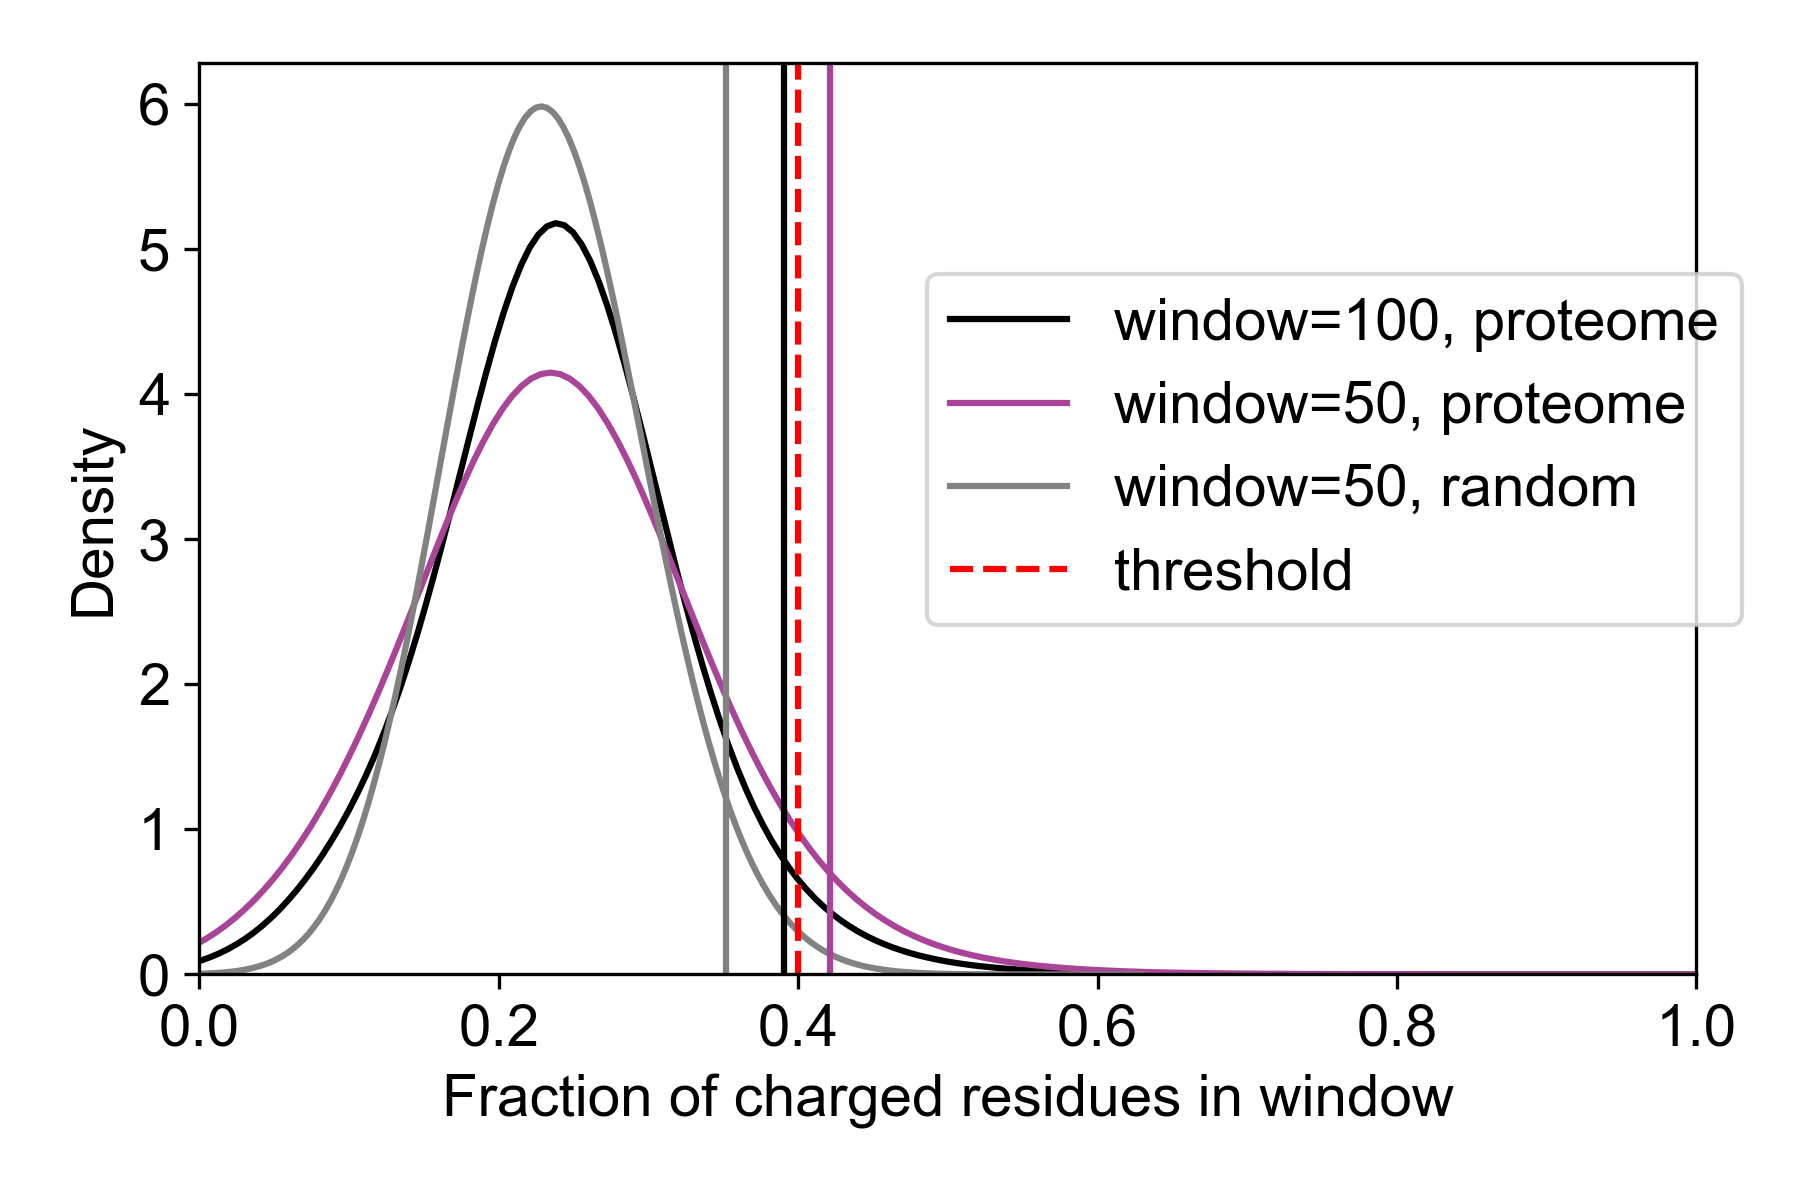 6
5
4
3
2
1
0
Density
0.0 0.2 0.4 0.6 0.8 1.0
Fraction of charged residues in window
window=100, proteome
window=50, proteome
window=50, random
threshold